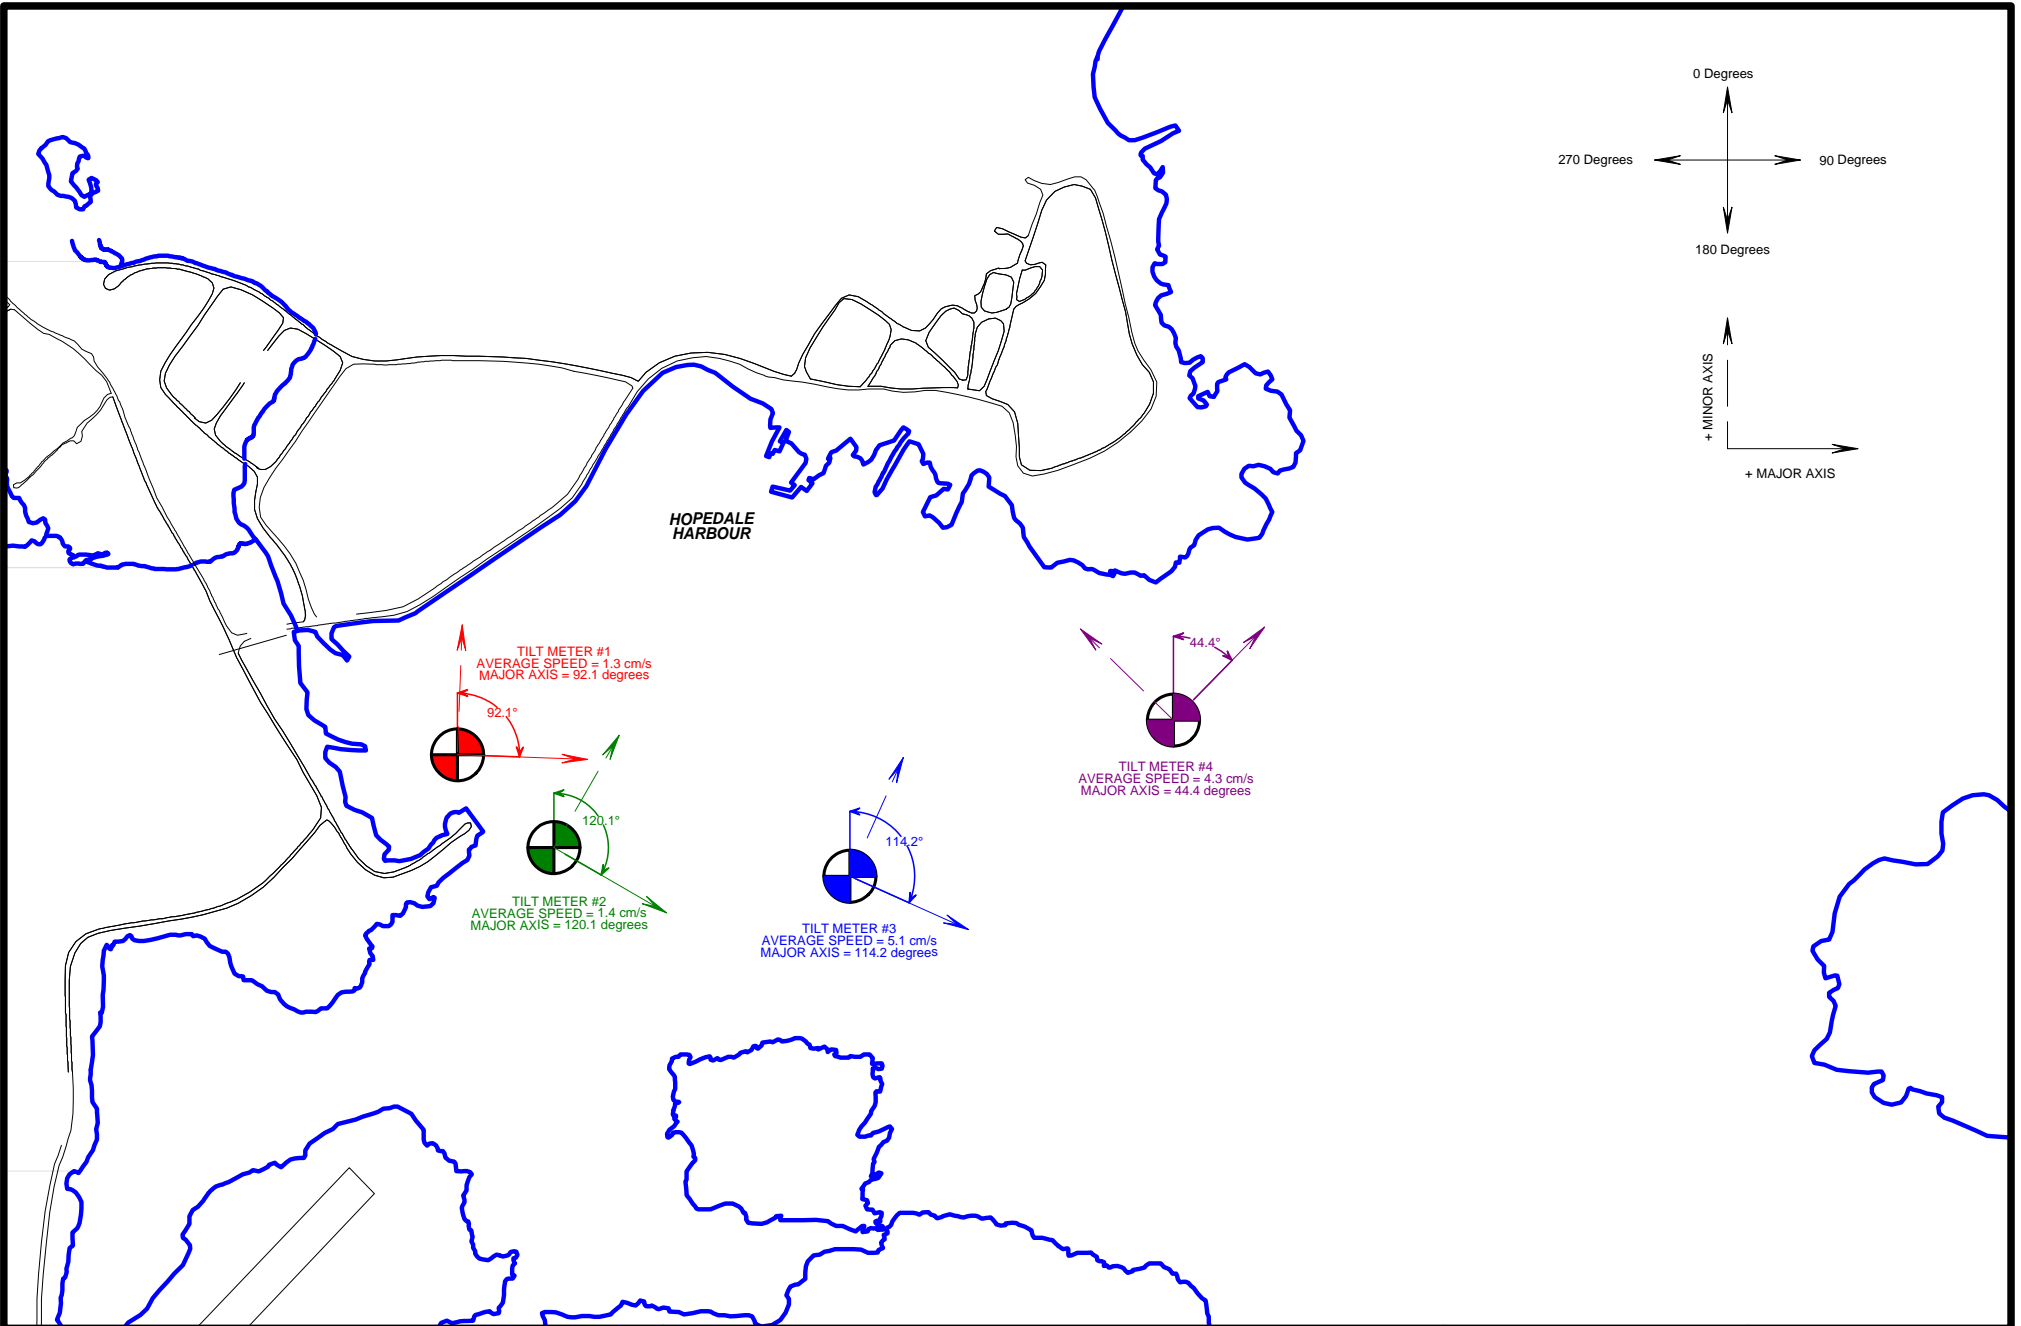 0 Degrees
270 Degrees
90 Degrees
180 Degrees
+ MINOR AXIS
+ MAJOR AXIS
HOPEDALE
HARBOUR
TILT METER #1
AVERAGE SPEED = 1.3 cm/s
MAJOR AXIS = 92.1 degrees
92.1°
44.4°
TILT METER #4
AVERAGE SPEED = 4.3 cm/s
MAJOR AXIS = 44.4 degrees
120.1°
TILT METER #2
AVERAGE SPEED = 1.4 cm/s
MAJOR AXIS = 120.1 degrees
114.2°
TILT METER #3
AVERAGE SPEED = 5.1 cm/s
MAJOR AXIS = 114.2 degrees